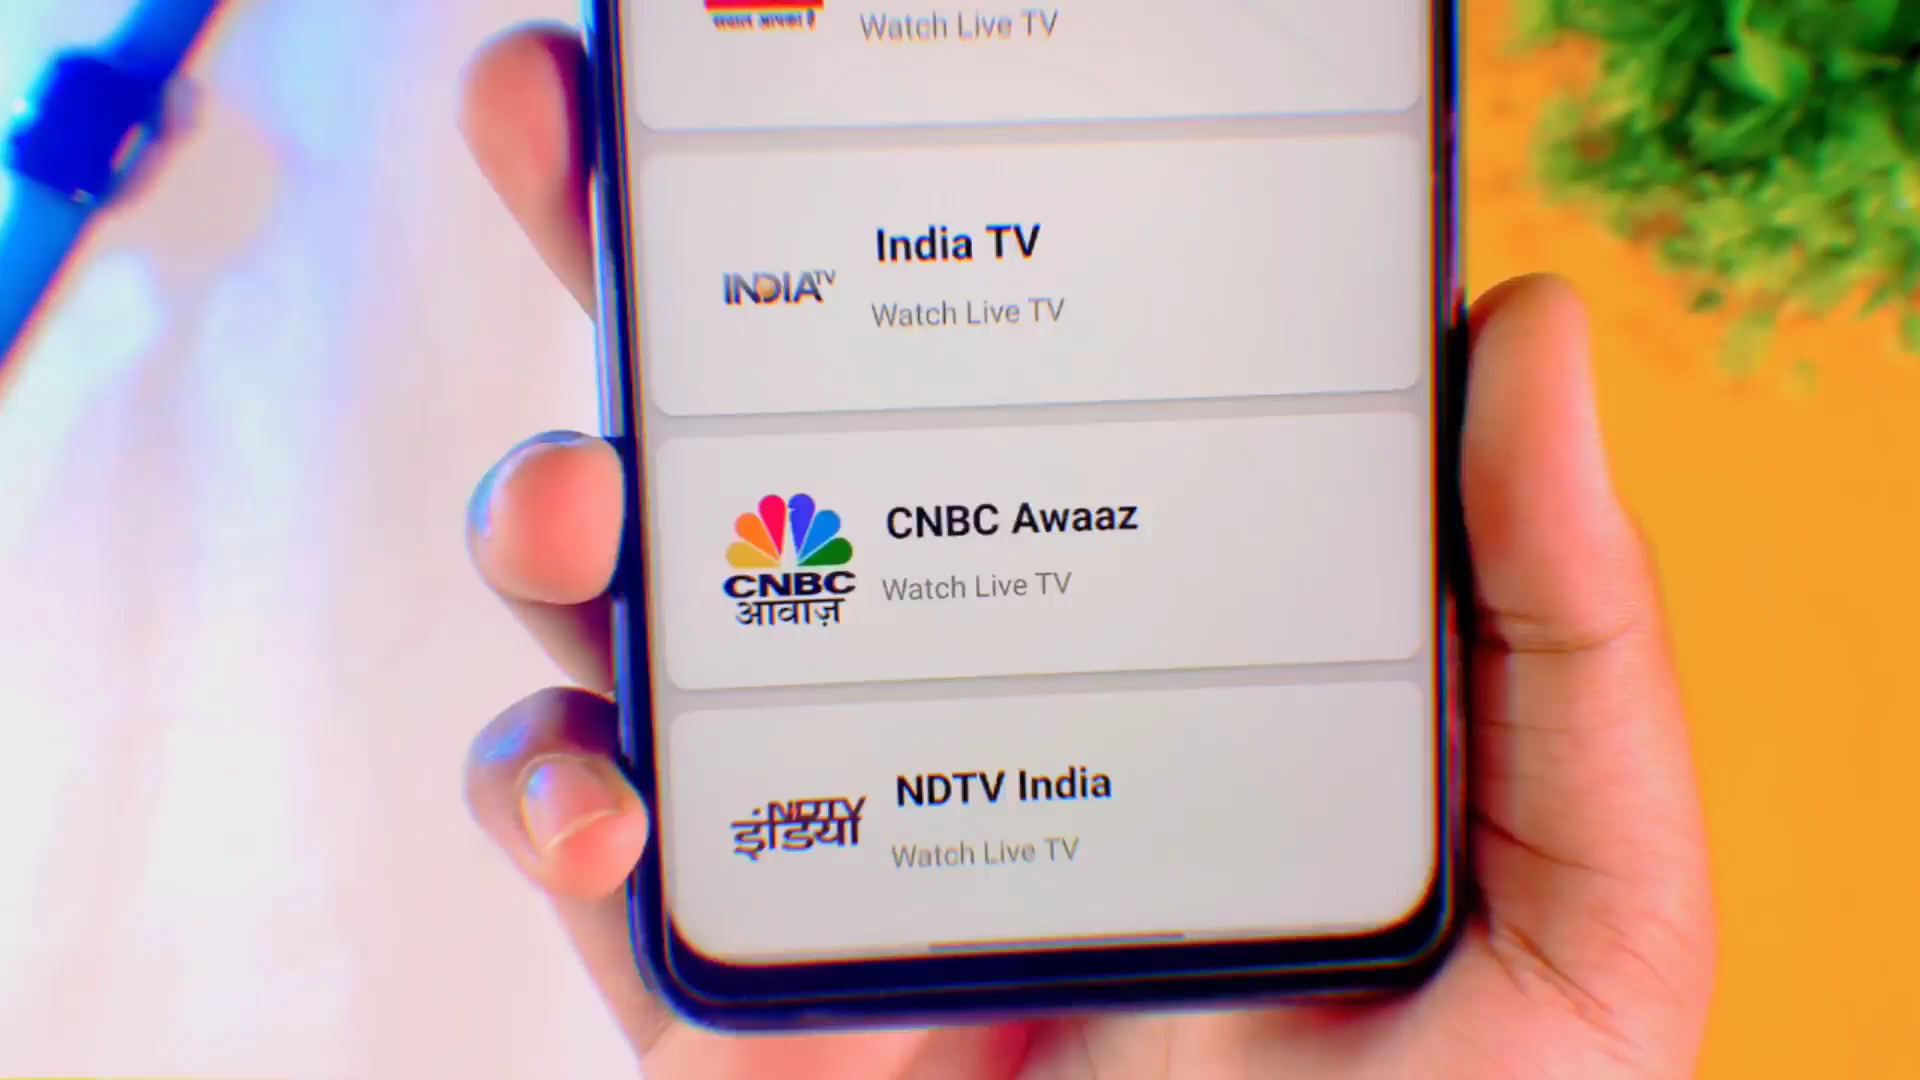 Watch Live TV
India TV
INDIA TV
Watch Live TV
CNBC Awaaz
CNBC
आवाज़
Watch Live TV
NDTV India
NDTV
इंडिया
Watch Live TV